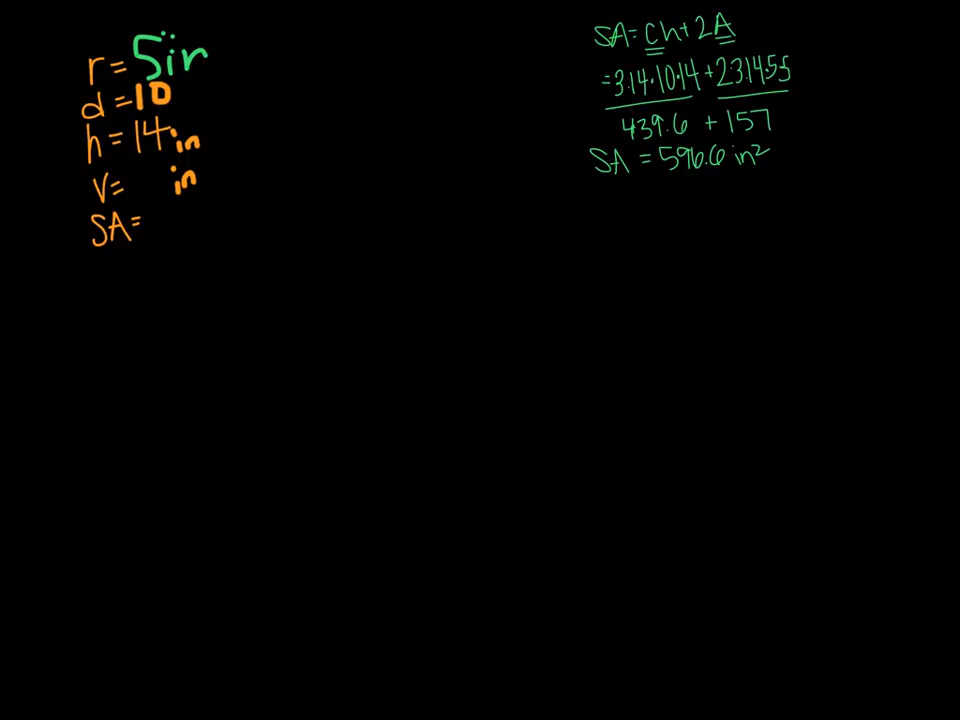 r = 5in
d = 10
h = 14 in
V = in
SA =
SA = Ch + 2A
= 3.14·10·14 + 2·3.14·5·5
439.6 + 157
SA = 596.6 in²